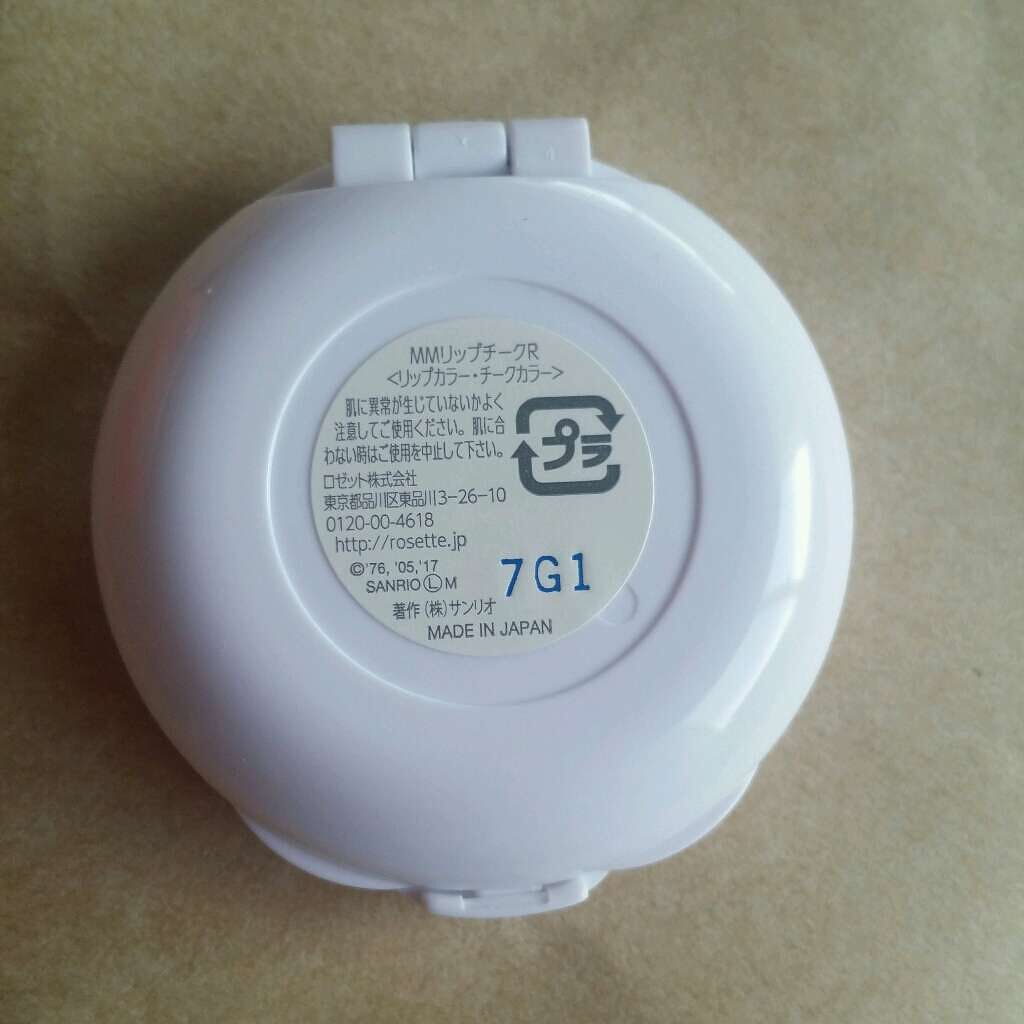 MMリップチークR
<リップカラー・チークカラー>
肌に異常が生じていないかよく
注意してご使用ください。肌に合
わない時はご使用を中止して下さい。
プラ
ロゼット株式会社
東京都品川区東品川3-26-10
0120-00-4618
http://rosette.jp
©'76, '05,'17
SANRIO Ⓛ M
7G1
著作(株)サンリオ
MADE IN JAPAN